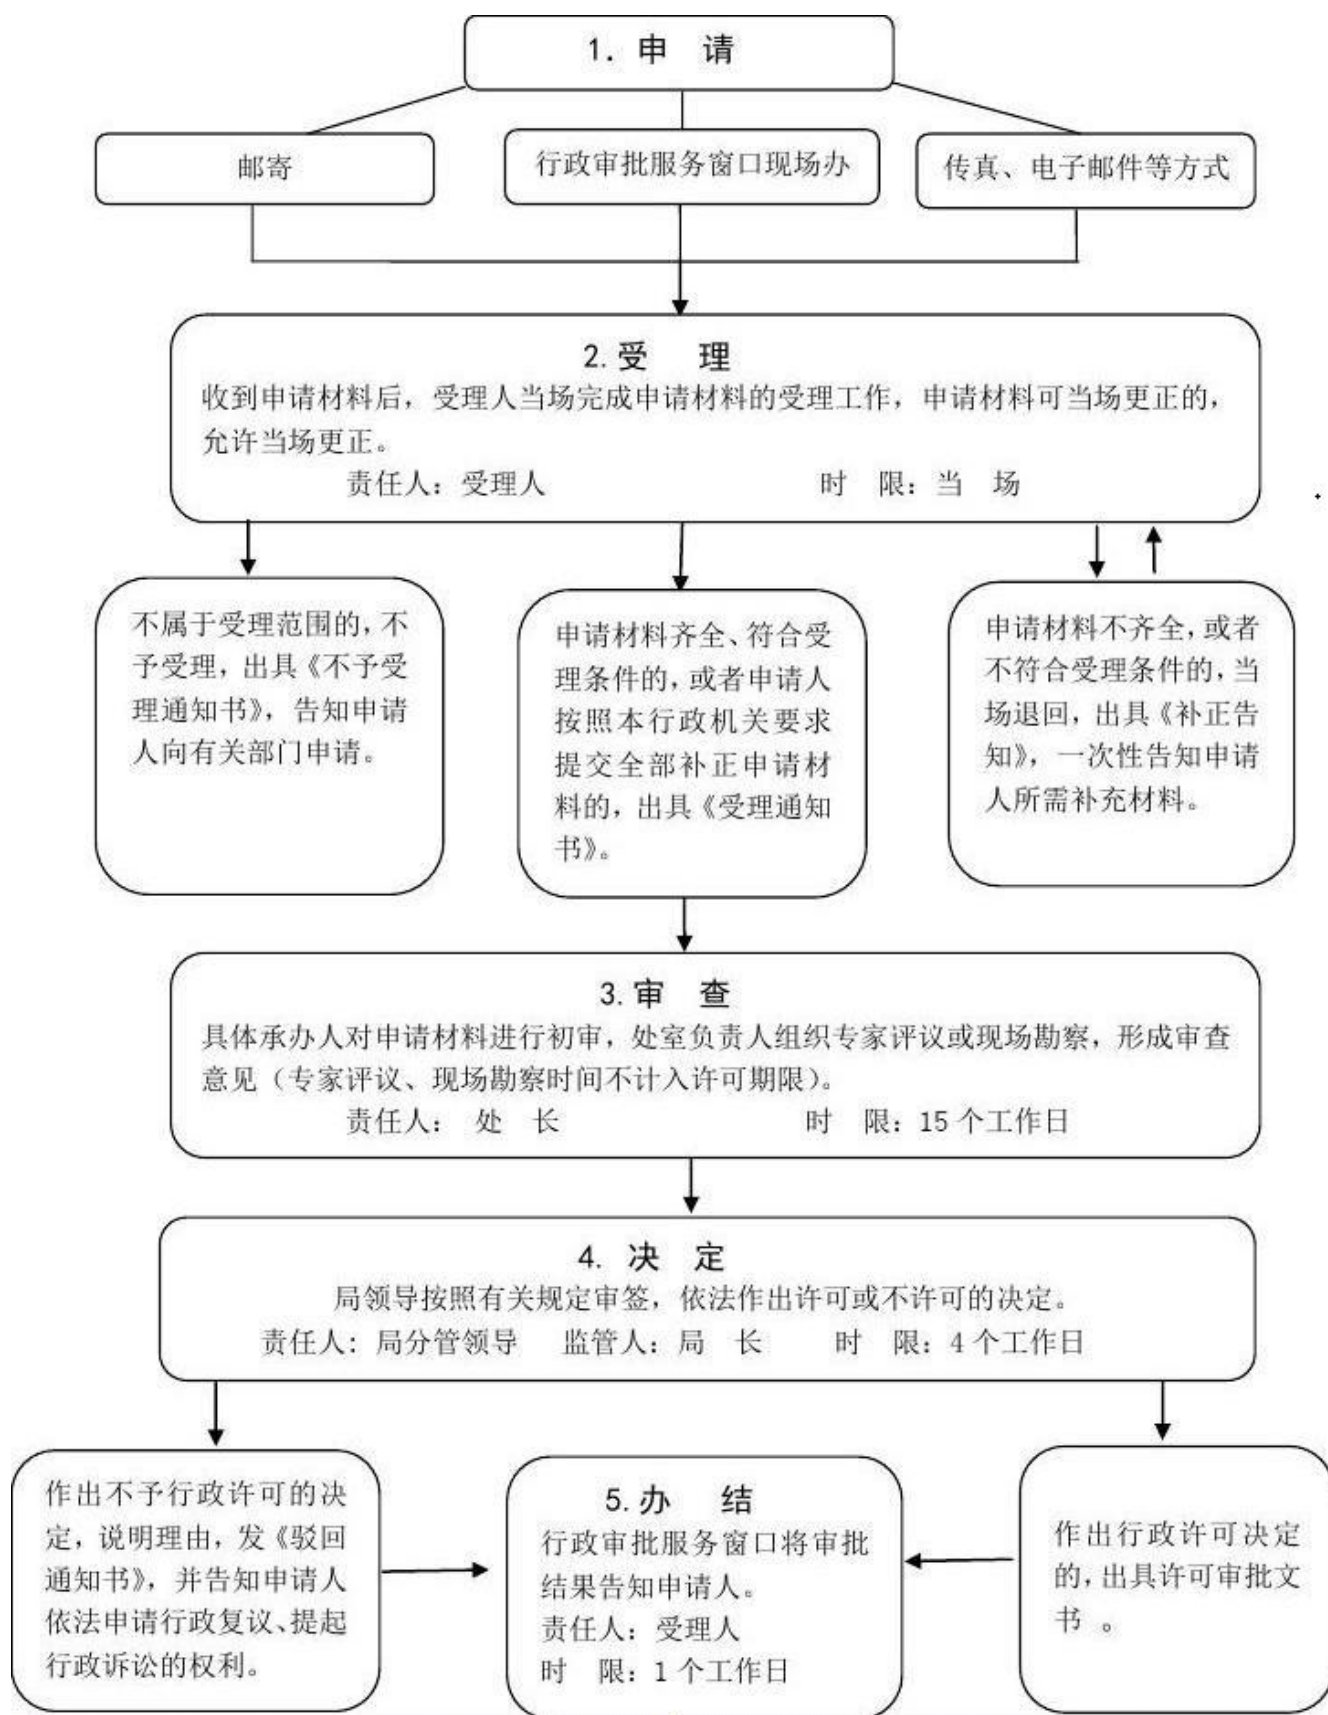 1. 申 请
邮寄
行政审批服务窗口现场办
传真、电子邮件等方式
2. 受 理
收到申请材料后，受理人当场完成申请材料的受理工作，申请材料可当场更正的，
允许当场更正。
责任人：受理人 时 限：当 场
不属于受理范围的，不
予受理，出具《不予受
理通知书》，告知申请
人向有关部门申请。
申请材料齐全、符合受
理条件的，或者申请人
按照本行政机关要求
提交全部补正申请材
料的，出具《受理通知
书》。
申请材料不齐全，或者
不符合受理条件的，当
场退回，出具《补正告
知》，一次性告知申请
人所需补充材料。
3. 审 查
具体承办人对申请材料进行初审，处室负责人组织专家评议或现场勘察，形成审查
意见（专家评议、现场勘察时间不计入许可期限）。
责任人： 处 长 时 限：15 个工作日
4. 决 定
局领导按照有关规定审签，依法作出许可或不许可的决定。
责任人：局分管领导 监管人：局 长 时 限：4 个工作日
作出不予行政许可的决
定，说明理由，发《驳回
通知书》，并告知申请人
依法申请行政复议、提起
行政诉讼的权利。
5. 办 结
行政审批服务窗口将审批
结果告知申请人。
责任人：受理人
时 限：1 个工作日
作出行政许可决定
的，出具许可审批文
书 。